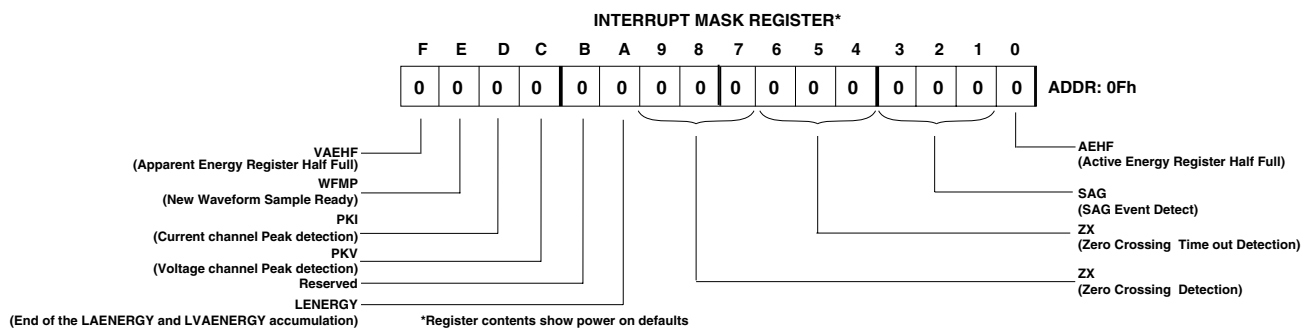 INTERRUPT MASK REGISTER*
F E D C B A 9 8 7 6 5 4 3 2 1 0
0 0 0 0 0 0 0 0 0 0 0 0 0 0 0 0 ADDR: 0Fh
VAEHF
(Apparent Energy Register Half Full)
WFMP
(New Waveform Sample Ready)
PKI
(Current channel Peak detection)
PKV
(Voltage channel Peak detection)
Reserved
LENERGY
(End of the LAENERGY and LVAENERGY accumulation)
AEHF
(Active Energy Register Half Full)
SAG
(SAG Event Detect)
ZX
(Zero Crossing Time out Detection)
ZX
(Zero Crossing Detection)
*Register contents show power on defaults